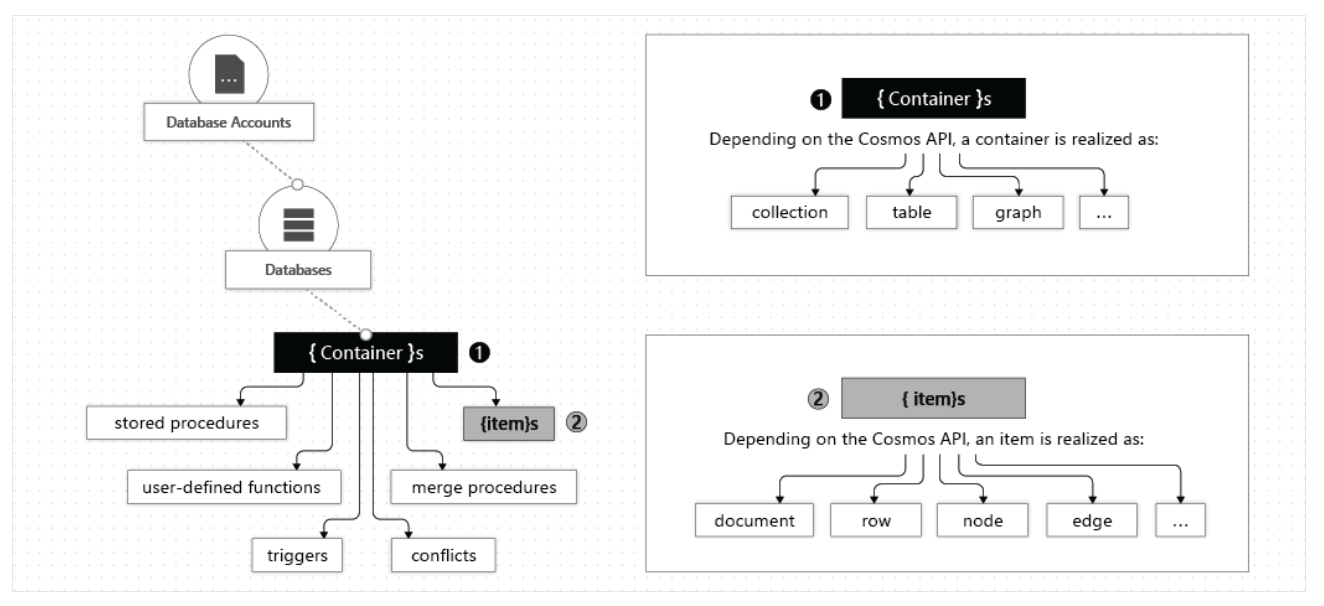 ...
Database Accounts
Databases
{ Container }s 1
stored procedures
{item}s 2
user-defined functions
merge procedures
triggers
conflicts
1 { Container }s
Depending on the Cosmos API, a container is realized as:
collection
table
graph
...
2 { item}s
Depending on the Cosmos API, an item is realized as:
document
row
node
edge
...